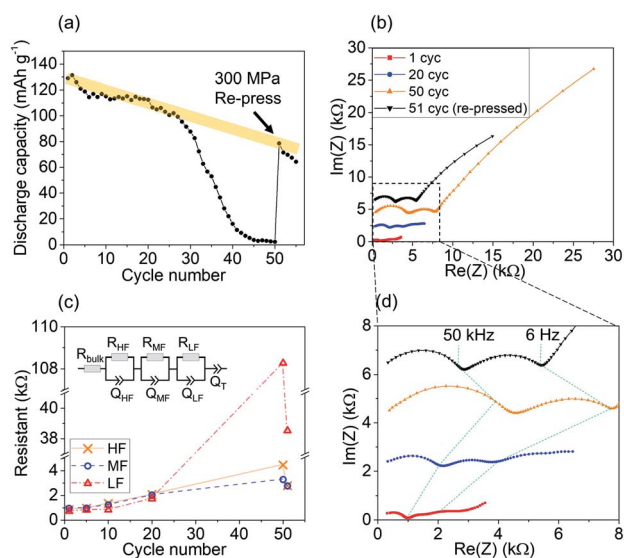 (a)
Discharge capacity (mAh g⁻¹)
140
120
100
80
60
40
20
0
300 MPa
Re-press
0 10 20 30 40 50
Cycle number
(b)
Im(Z) (kΩ)
30
25
20
15
10
5
0
1 cyc
20 cyc
50 cyc
51 cyc (re-pressed)
0 5 10 15 20 25 30
Re(Z) (kΩ)
(c)
Resistant (kΩ)
110
108
38
36
4
2
0
R_bulk
R_HF
R_MF
R_LF
Q_HF
Q_MF
Q_LF
Q_T
HF
MF
LF
0 10 20 30 40 50
Cycle number
(d)
Im(Z) (kΩ)
8
6
4
2
0
50 kHz
6 Hz
0 2 4 6 8
Re(Z) (kΩ)